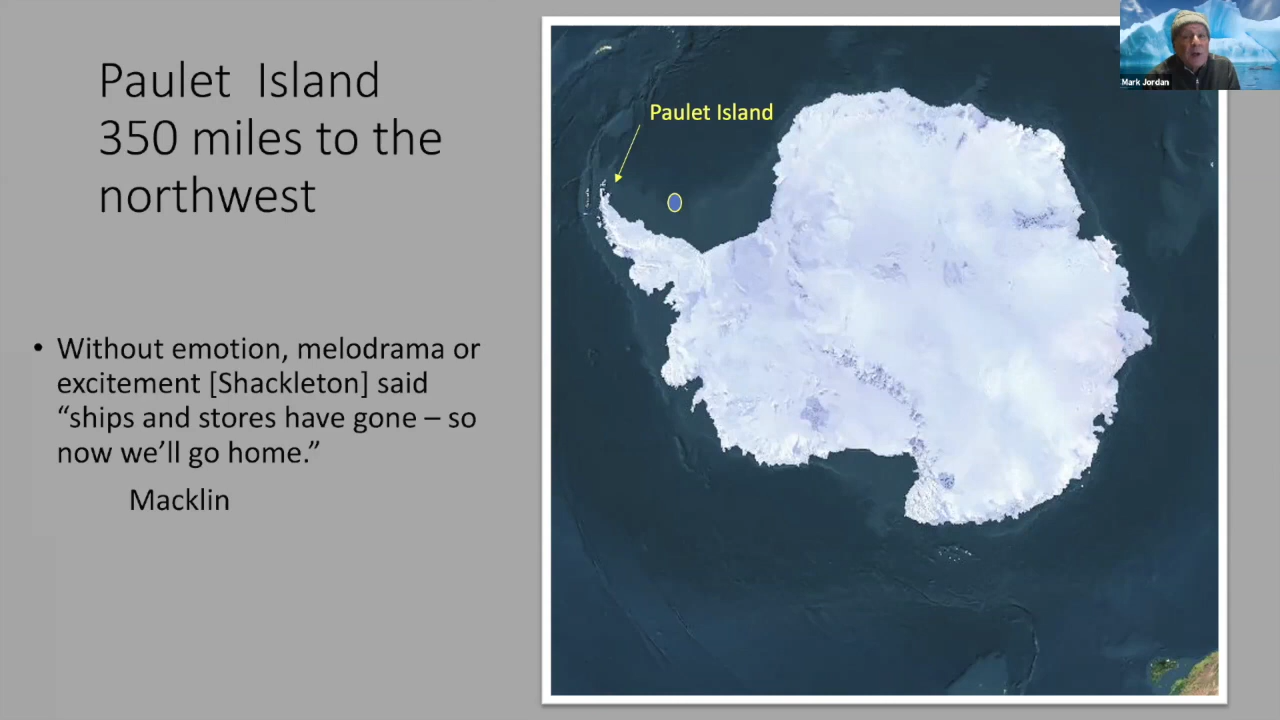 Paulet  Island
350 miles to the
northwest
• Without emotion, melodrama or
excitement [Shackleton] said
“ships and stores have gone – so
now we’ll go home.”
Macklin
Paulet Island
Mark Jordan